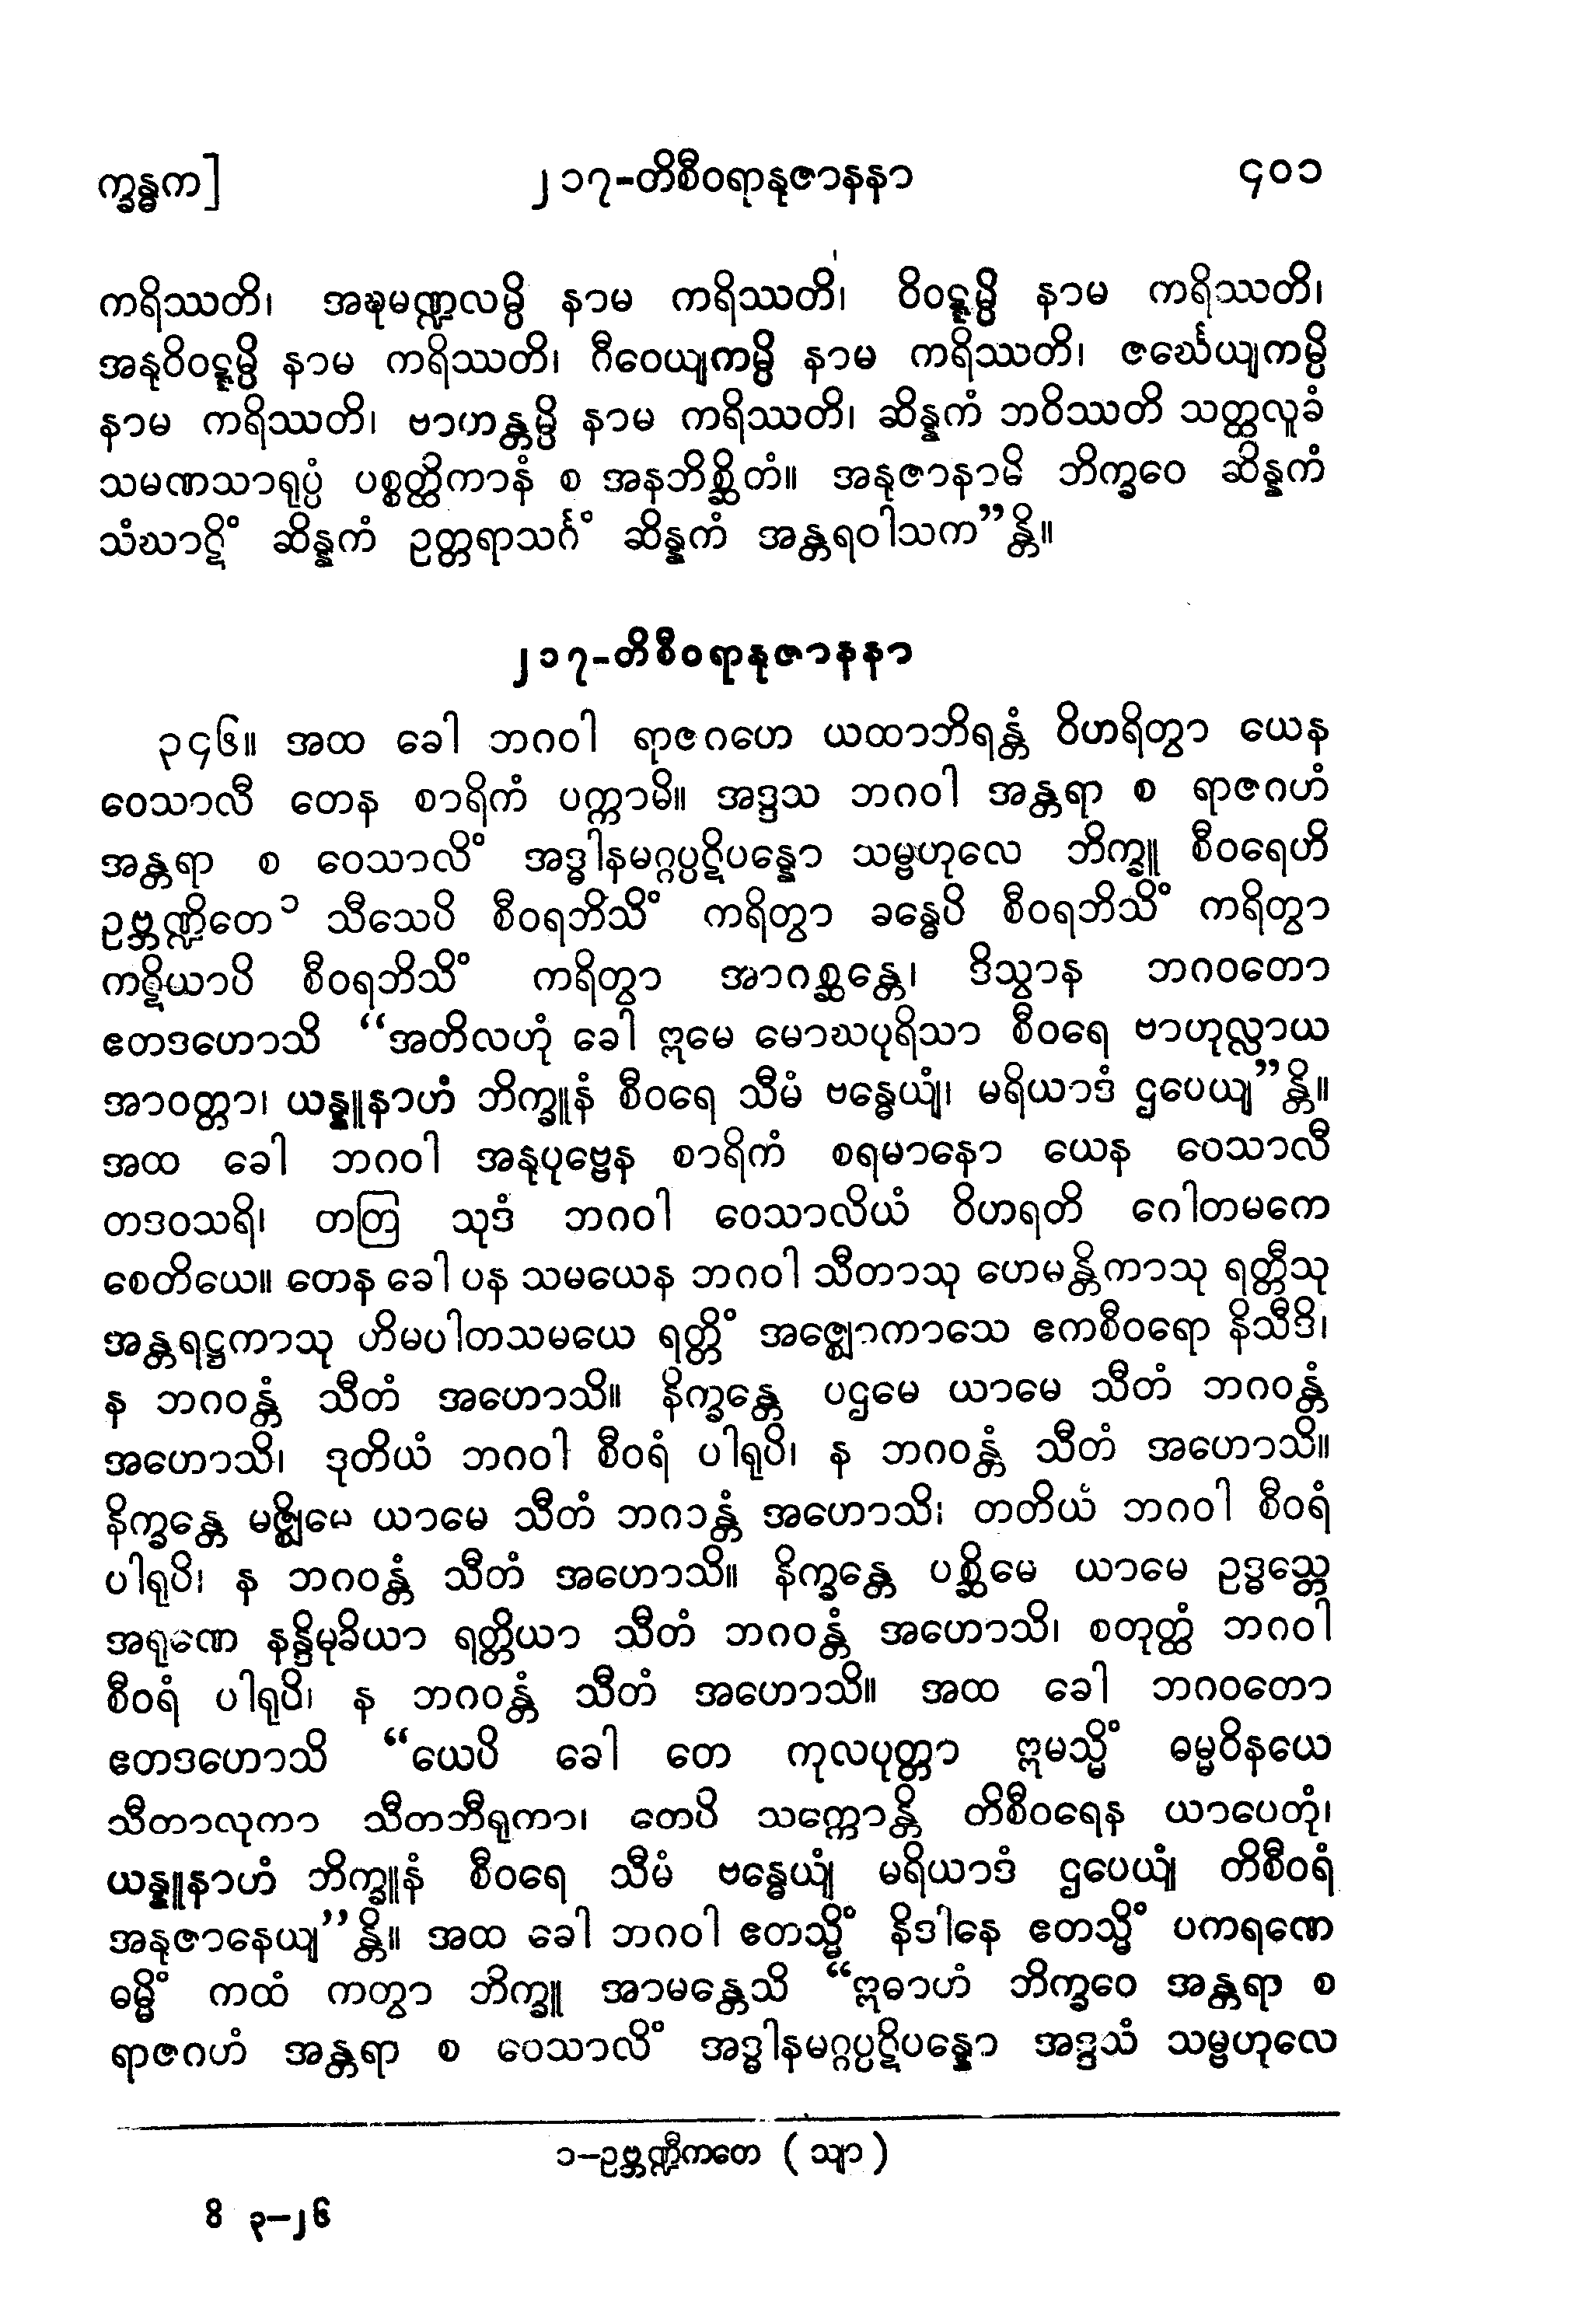 က္ခန္ဓက] ၂၁၇-တိစီဝရာနုဇာနနာ ၄၀၁
ကရိဿတိ၊ အဍ္ဎမဏ္ဍလမ္ပိ နာမ ကရိဿတိ၊ ဝိဝဋ္ဋမ္ပိ နာမ ကရိဿတိ၊
အနုဝိဝဋ္ဋမ္ပိ နာမ ကရိဿတိ၊ ဂီဝေယျကမ္ပိ နာမ ကရိဿတိ၊ ဇင်္ဃေယျကမ္ပိ
နာမ ကရိဿတိ၊ ဗာဟန္တမ္ပိ နာမ ကရိဿတိ၊ ဆိန္နကံ ဘဝိဿတိ သတ္ထလူခံ
သမဏသာရုပ္ပံ ပစ္စတ္ထိကာနံ စ အနဘိစ္ဆိတံ။ အနုဇာနာမိ ဘိက္ခဝေ ဆိန္နကံ
သံဃာဋိံ ဆိန္နကံ ဥတ္တရာသင်္ဂံ ဆိန္နကံ အန္တရဝါသက”န္တိ။
၂၁၇-တိစီဝရာနုဇာနနာ
၃၄၆။ အထ ခေါ ဘဂဝါ ရာဇဂဟေ ယထာဘိရန္တံ ဝိဟရိတွာ ယေန
ဝေသာလီ တေန စာရိကံ ပက္ကာမိ။ အဒ္ဒသ ဘဂဝါ အန္တရာ စ ရာဇဂဟံ
အန္တရာ စ ဝေသာလိံ အဒ္ဓါနမဂ္ဂပ္ပဋိပန္နော သမ္ဗဟုလေ ဘိက္ခူ စီဝရေဟိ
ဥဗ္ဘဏ္ဍိတေ ၁ သီသေပိ စီဝရဘိသိံ ကရိတွာ ခန္ဓေပိ စီဝရဘိသိံ ကရိတွာ
ကဋိယာပိ စီဝရဘိသိံ ကရိတွာ အာဂစ္ဆန္တေ၊ ဒိသွာန ဘဂဝတော
ဧတဒဟောသိ “အတိလဟုံ ခေါ ဣမေ မောဃပုရိသာ စီဝရေ ဗာဟုလ္လာယ
အာဝတ္တာ၊ ယန္နူနာဟံ ဘိက္ခူနံ စီဝရေ သီမံ ဗန္ဓေယျံ၊ မရိယာဒံ ဌပေယျ”န္တိ။
အထ ခေါ ဘဂဝါ အနုပုဗ္ဗေန စာရိကံ စရမာနော ယေန ဝေသာလီ
တဒဝသရိ၊ တတြ သုဒံ ဘဂဝါ ဝေသာလိယံ ဝိဟရတိ ဂေါတမကေ
စေတိယေ။ တေန ခေါ ပန သမယေန ဘဂဝါ သီတာသု ဟေမန္တိကာသု ရတ္တီသု
အန္တရဋ္ဌကာသု ဟိမပါတသမယေ ရတ္တိံ အဇ္ဈောကာသေ ဧကစီဝရော နိသီဒိ၊
န ဘဂဝန္တံ သီတံ အဟောသိ။ နိက္ခန္တေ ပဌမေ ယာမေ သီတံ ဘဂဝန္တံ
အဟောသိ၊ ဒုတိယံ ဘဂဝါ စီဝရံ ပါရုပိ၊ န ဘဂဝန္တံ သီတံ အဟောသိ။
နိက္ခန္တေ မဇ္ဈိမေ ယာမေ သီတံ ဘဂဝန္တံ အဟောသိ၊ တတိယံ ဘဂဝါ စီဝရံ
ပါရုပိ၊ န ဘဂဝန္တံ သီတံ အဟောသိ။ နိက္ခန္တေ ပစ္ဆိမေ ယာမေ ဥဒ္ဓသ္တေ
အရုဏေ နန္ဒိမုခိယာ ရတ္တိယာ သီတံ ဘဂဝန္တံ အဟောသိ၊ စတုတ္ထံ ဘဂဝါ
စီဝရံ ပါရုပိ၊ န ဘဂဝန္တံ သီတံ အဟောသိ။ အထ ခေါ ဘဂဝတော
ဧတဒဟောသိ “ယေပိ ခေါ တေ ကုလပုတ္တာ ဣမသ္မိံ ဓမ္မဝိနယေ
သီတာလုကာ သီတဘီရုကာ၊ တေပိ သက္ကောန္တိ တိစီဝရေန ယာပေတုံ၊
ယန္နူနာဟံ ဘိက္ခူနံ စီဝရေ သီမံ ဗန္ဓေယျံ မရိယာဒံ ဌပေယျံ တိစီဝရံ
အနုဇာနေယျ”န္တိ။ အထ ခေါ ဘဂဝါ ဧတသ္မိံ နိဒါနေ ဧတသ္မိံ ပကရဏေ
ဓမ္မိံ ကထံ ကတွာ ဘိက္ခူ အာမန္တေသိ “ဣဓာဟံ ဘိက္ခဝေ အန္တရာ စ
ရာဇဂဟံ အန္တရာ စ ဝေသာလိံ အဒ္ဓါနမဂ္ဂပ္ပဋိပန္နော အဒ္ဒသံ သမ္ဗဟုလေ
၁–ဥဗ္ဘဏ္ဍီကတေ ( သျာ )
ဝိ ၃–၂၆